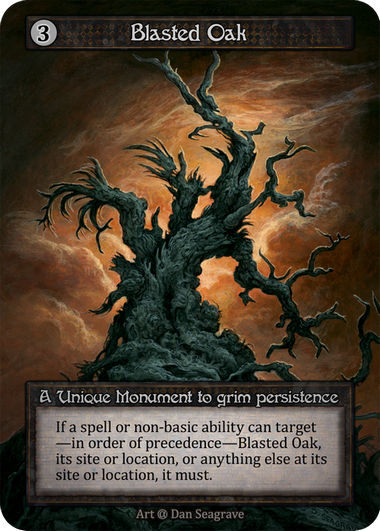 3
Blasted Oak
A Unique Monument to grim persistence
If a spell or non-basic ability can target
—in order of precedence—Blasted Oak,
its site or location, or anything else at its
site or location, it must.
Art @ Dan Seagrave